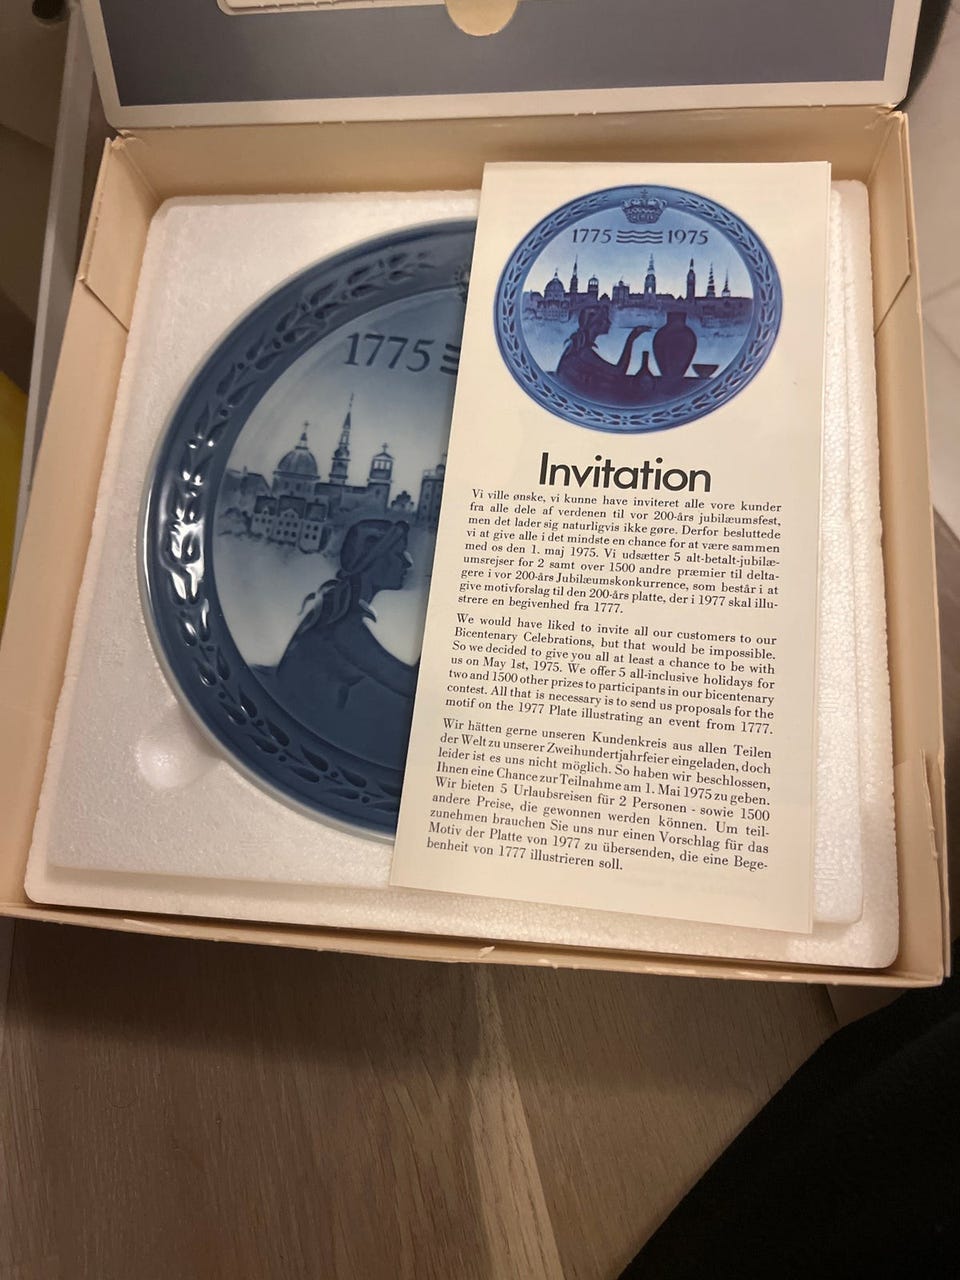 1775
1775 1975
Invitation
Vi ville ønske, vi kunne have inviteret alle vore kunder
fra alle dele af verdenen til vor 200-års jubilæumsfest,
men det lader sig naturligvis ikke gøre. Derfor besluttede
vi at give alle i det mindste en chance for at være sammen
med os den 1. maj 1975. Vi udsætter 5 alt-betalt-jubilæ-
umsrejser for 2 samt over 1500 andre præmier til delta-
gere i vor 200-års Jubilæumskonkurrence, som består i at
give motivforslag til den 200-års platte, der i 1977 skal illu-
strere en begivenhed fra 1777.
We would have liked to invite all our customers to our
Bicentenary Celebrations, but that would be impossible.
So we decided to give you all at least a chance to be with
us on May 1st, 1975. We offer 5 all-inclusive holidays for
two and 1500 other prizes to participants in our bicentenary
contest. All that is necessary is to send us proposals for the
motif on the 1977 Plate illustrating an event from 1777.
Wir hätten gerne unseren Kundenkreis aus allen Teilen
der Welt zu unserer Zweihundertjahrfeier eingeladen, doch
leider ist es uns nicht möglich. So haben wir beschlossen,
Ihnen eine Chance zur Teilnahme am 1. Mai 1975 zu geben.
Wir bieten 5 Urlaubsreisen für 2 Personen - sowie 1500
andere Preise, die gewonnen werden können. Um teil-
zunehmen brauchen Sie uns nur einen Vorschlag für das
Motiv der Platte von 1977 zu übersenden, die eine Bege-
benheit von 1777 illustrieren soll.